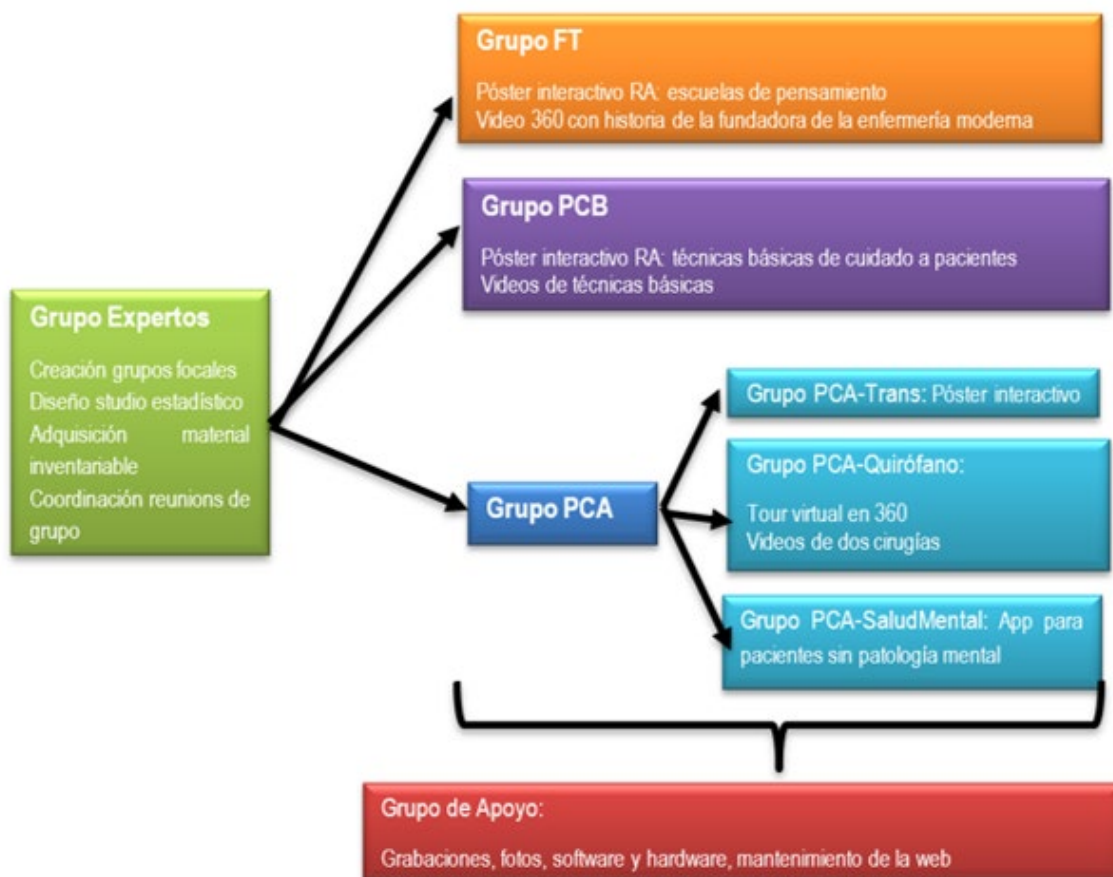 Grupo FT
Póster interactivo RA: escuelas de pensamiento
Video 360 con historia de la fundadora de la enfermería moderna
Grupo PCB
Póster interactivo RA: técnicas básicas de cuidado a pacientes
Videos de técnicas básicas
Grupo Expertos
Creación grupos focales
Diseño studio estadístico
Adquisición material
inventariable
Coordinación reunions de
grupo
Grupo PCA
Grupo PCA-Trans: Póster interactivo
Grupo PCA-Quirófano:
Tour virtual en 360
Videos de dos cirugías
Grupo PCA-SaludMental: App para
pacientes sin patología mental
Grupo de Apoyo:
Grabaciones, fotos, software y hardware, mantenimiento de la web